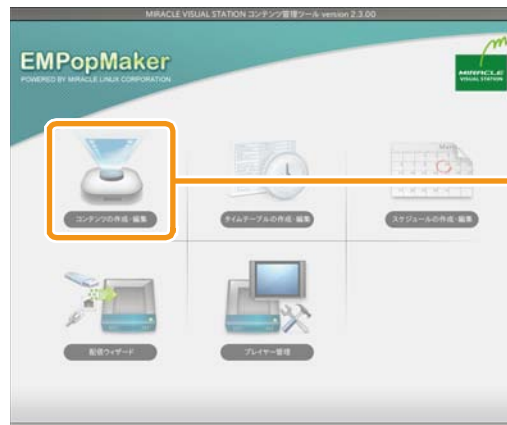 MIRACLE VISUAL STATION コンテンツ管理ツール version 2.3.00
EMPopMaker
POWERED BY MIRACLE LINUX CORPORATION
MIRACLE
VISUAL STATION
コンテンツの作成・編集
タイムテーブルの作成・編集
スケジュールの作成・編集
配信ウィザード
プレイヤー管理